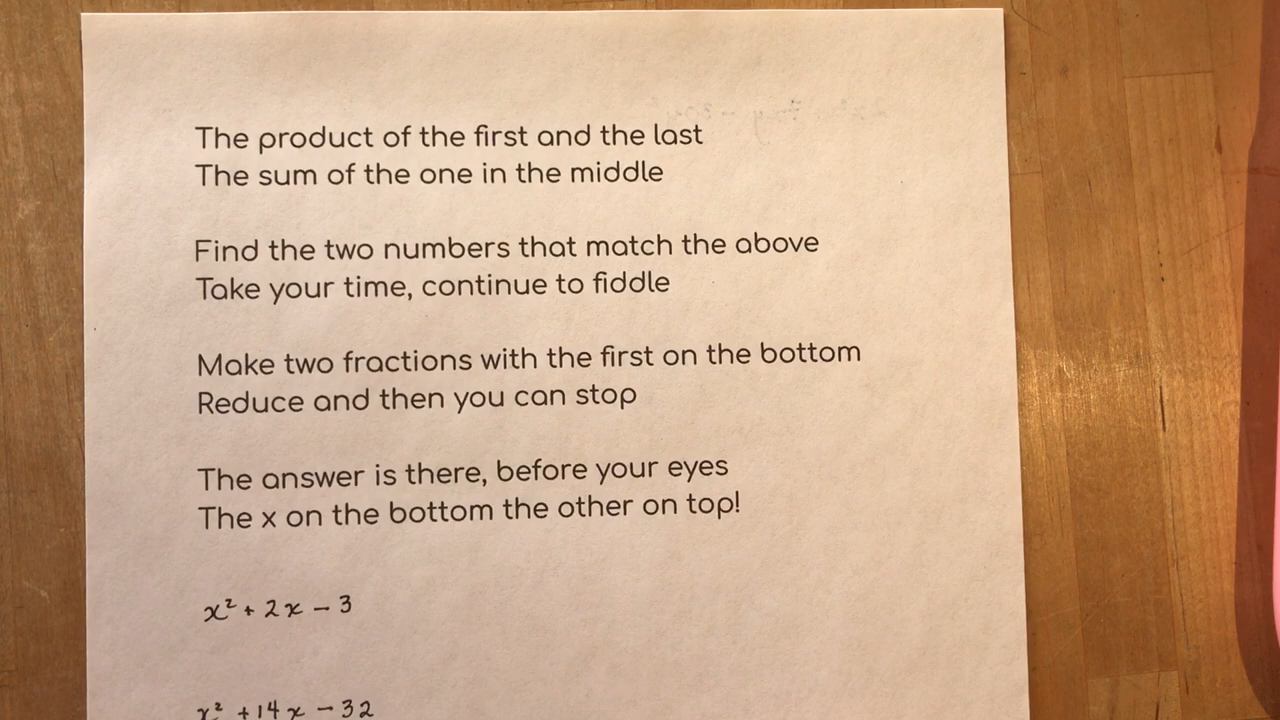 The product of the first and the last
The sum of the one in the middle
Find the two numbers that match the above
Take your time, continue to fiddle
Make two fractions with the first on the bottom
Reduce and then you can stop
The answer is there, before your eyes
The x on the bottom the other on top!
x² + 2x − 3
x² + 14x − 32